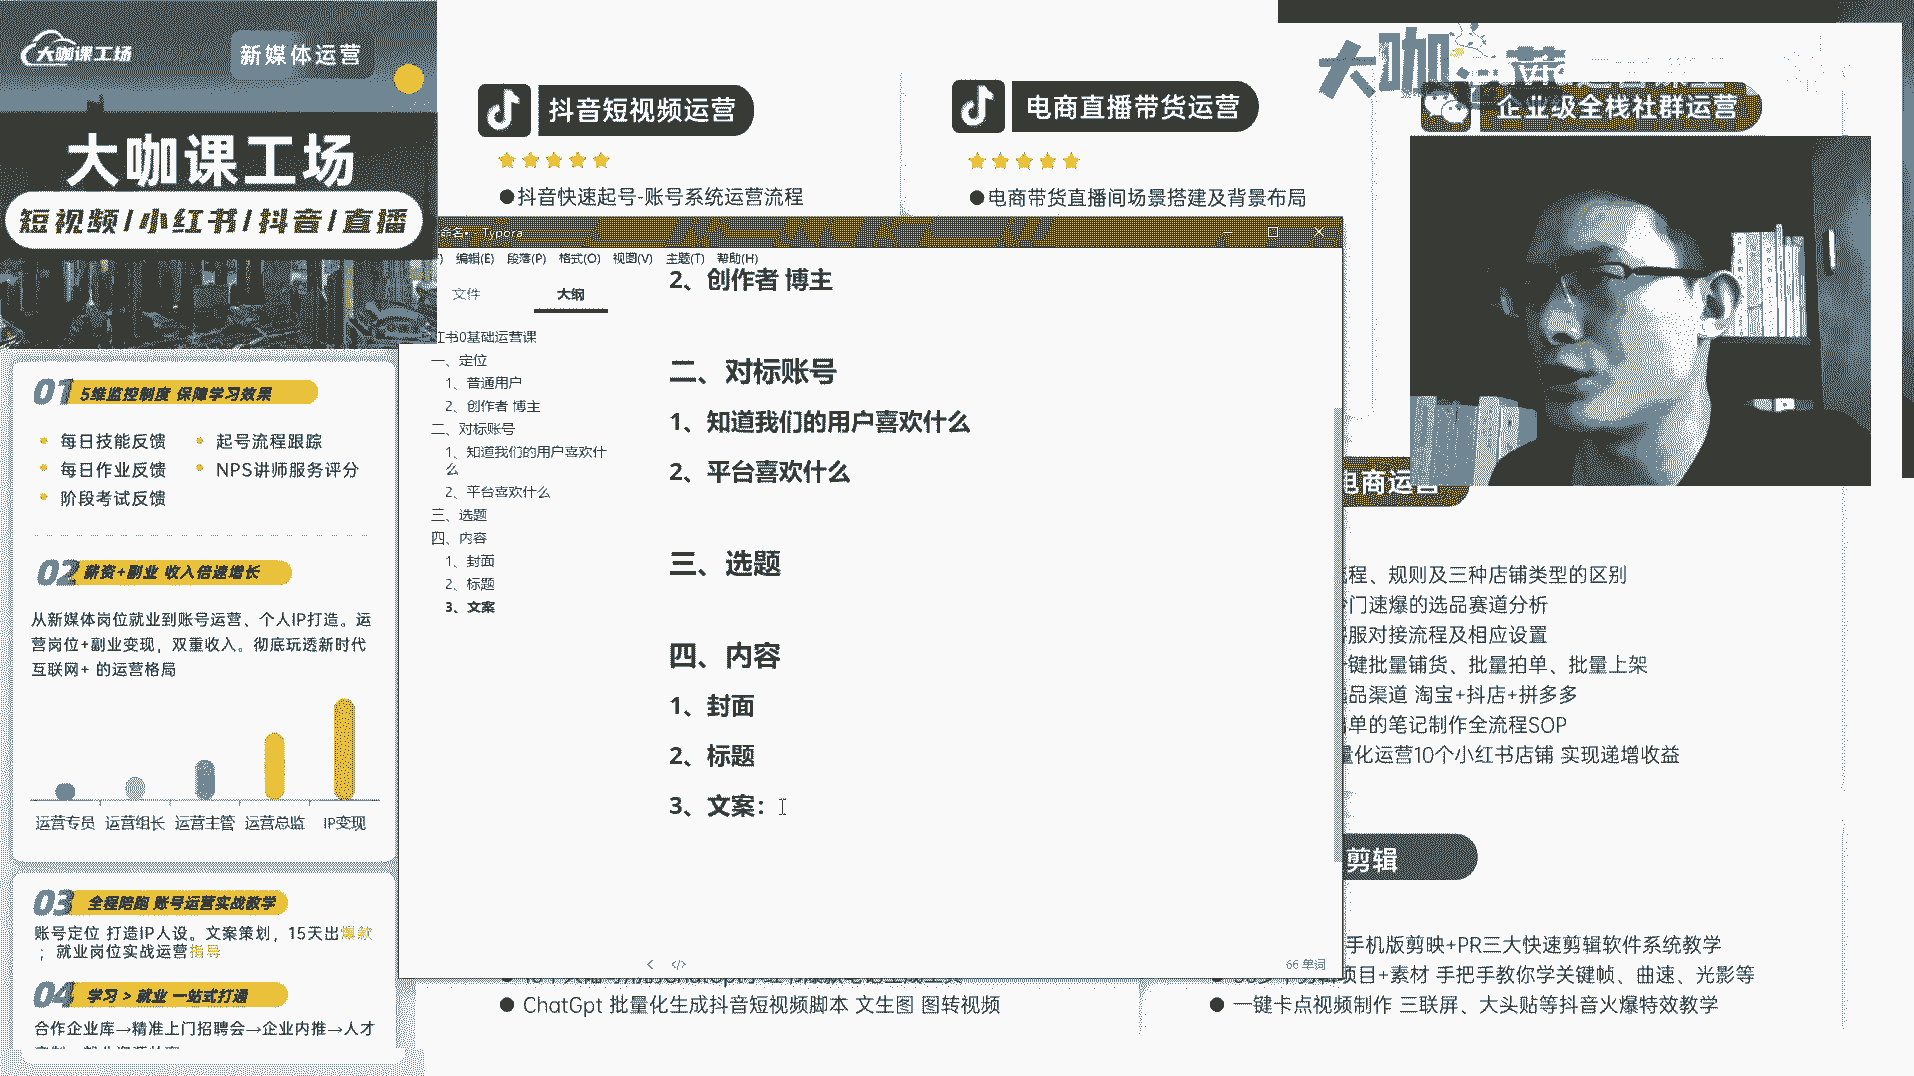 大咖课工场
新媒体运营
大咖课工场
短视频/小红书/抖音/直播
01 5维监控制度 保障学习效果
每日技能反馈
起号流程跟踪
每日作业反馈
NPS讲师服务评分
阶段考试反馈
02 薪资+副业 收入倍速增长
从新媒体岗位就业到账号运营、个人IP打造。运
营岗位+副业变现，双重收入。彻底玩透新时代
互联网+ 的运营格局
运营专员 运营组长 运营主管 运营总监 IP变现
03 全程陪跑 账号运营实战教学
账号定位 打造IP人设。文案策划，15天出爆款
；就业岗位实战运营指导
04 学习 > 就业 一站式打通
合作企业库→精准上门招聘会→企业内推→人才
抖音短视频运营
●抖音快速起号-账号系统运营流程
电商直播带货运营
●电商带货直播间场景搭建及背景布局
大咖
企业级全栈社群运营
命名• - Typora
编辑(E) 段落(P) 格式(O) 视图(V) 主题(T) 帮助(H)
文件 大纲
红书0基础运营课
一、定位
1、普通用户
2、创作者 博主
二、对标账号
1、知道我们的用户喜欢什
么
2、平台喜欢什么
三、选题
四、内容
1、封面
2、标题
3、文案
2、创作者 博主
二、对标账号
1、知道我们的用户喜欢什么
2、平台喜欢什么
三、选题
四、内容
1、封面
2、标题
3、文案：
66 单词
电商运营
程、规则及三种店铺类型的区别
门速爆的选品赛道分析
服对接流程及相应设置
键批量铺货、批量拍单、批量上架
品渠道 淘宝+抖店+拼多多
单的笔记制作全流程SOP
量化运营10个小红书店铺 实现递增收益
剪辑
手机版剪映+PR三大快速剪辑软件系统教学
项目+素材 手把手教你学关键帧、曲速、光影等
● 一键卡点视频制作 三联屏、大头贴等抖音火爆特效教学
● ChatGpt 批量化生成抖音短视频脚本 文生图 图转视频